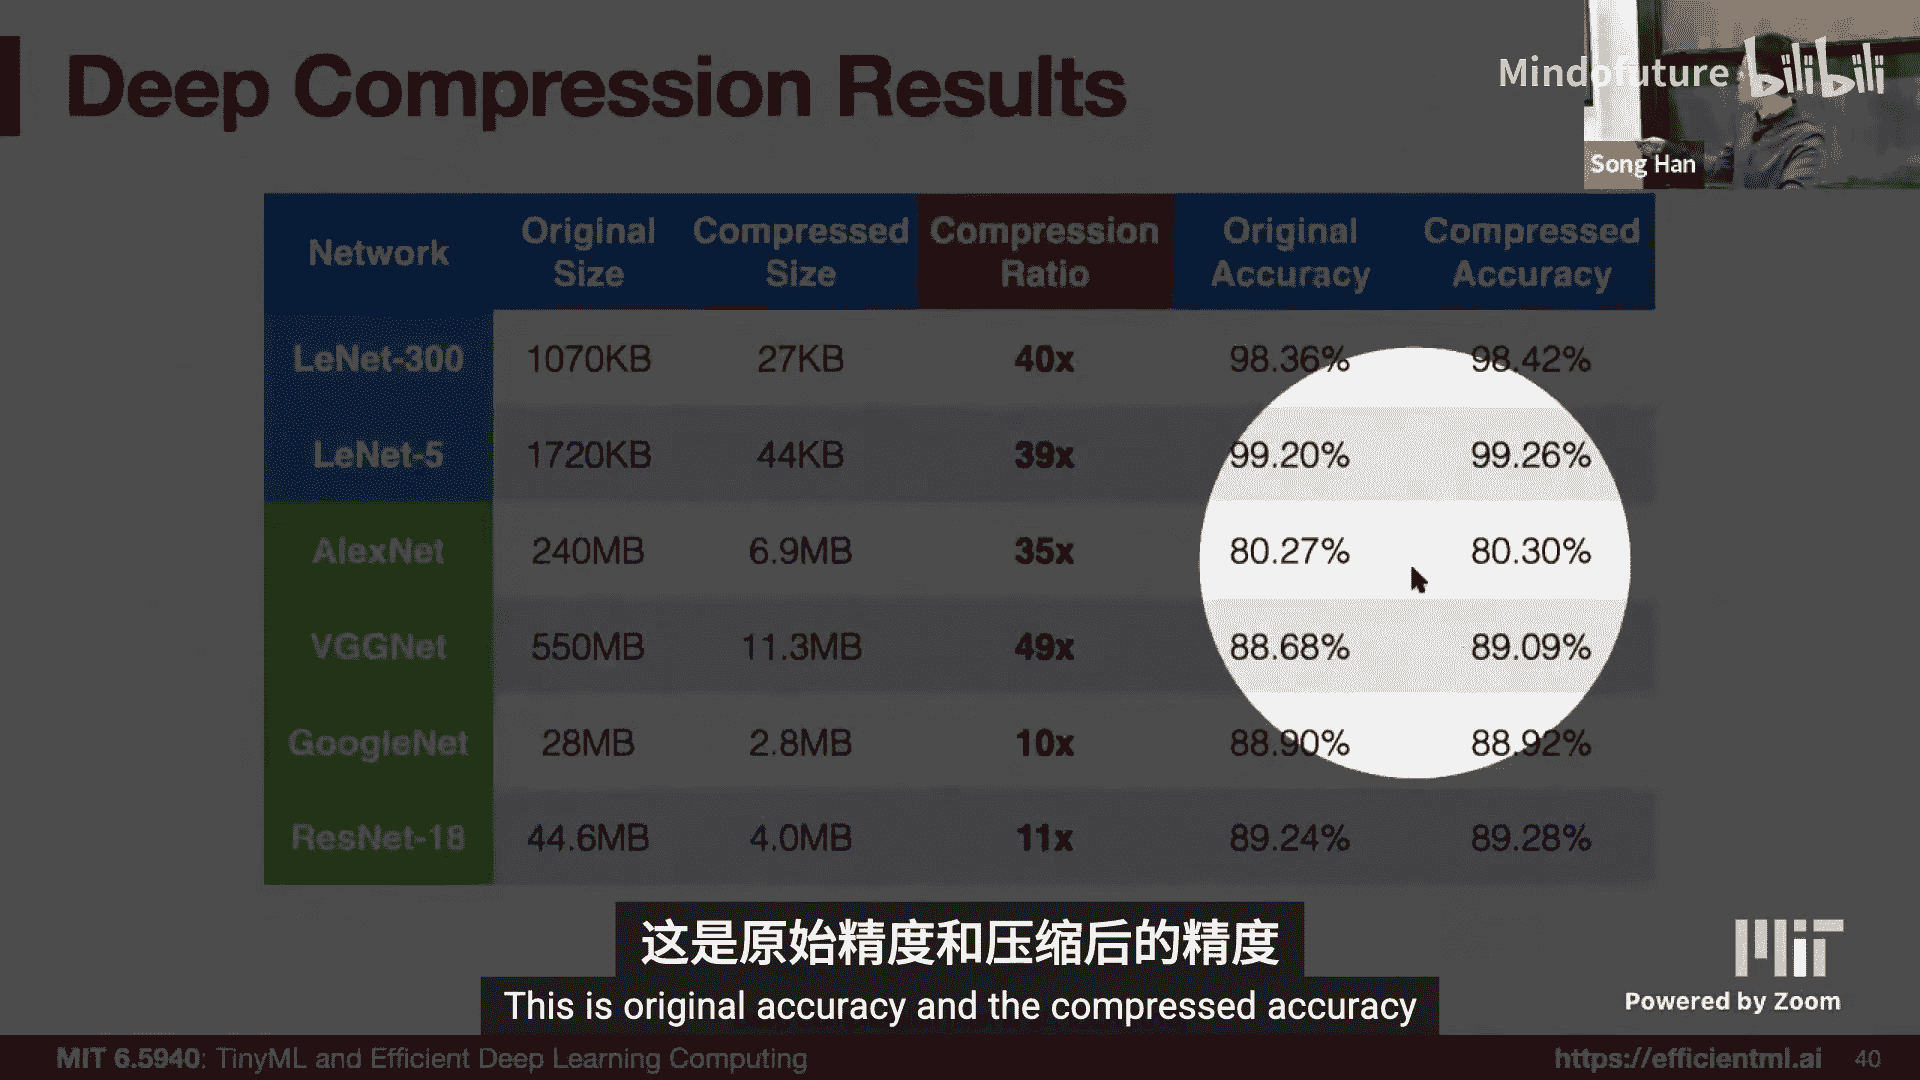 Deep Compression Results
Mindofuture bilibili
Song Han
Network Original Size Compressed Size Compression Ratio Original Accuracy Compressed Accuracy
LeNet-300 1070KB 27KB 40x 98.36% 98.42%
LeNet-5 1720KB 44KB 39x 99.20% 99.26%
AlexNet 240MB 6.9MB 35x 80.27% 80.30%
VGGNet 550MB 11.3MB 49x 88.68% 89.09%
GoogleNet 28MB 2.8MB 10x 88.90% 88.92%
ResNet-18 44.6MB 4.0MB 11x 89.24% 89.28%
这是原始精度和压缩后的精度
This is original accuracy and the compressed accuracy
MIT
Powered by Zoom
MIT 6.5940: TinyML and Efficient Deep Learning Computing
https://efficientml.ai 40